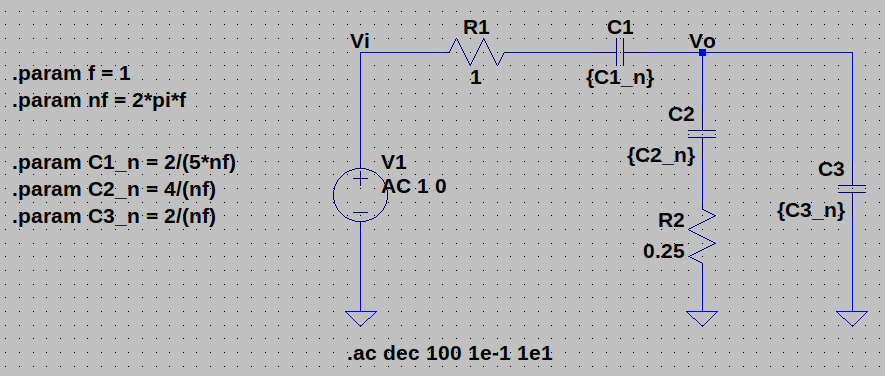 R1
C1
Vi
Vo
.param f = 1
1
{C1_n}
.param nf = 2*pi*f
C2
.param C1_n = 2/(5*nf)
V1
{C2_n}
C3
.param C2_n = 4/(nf)
AC 1 0
.param C3_n = 2/(nf)
R2
{C3_n}
0.25
.ac dec 100 1e-1 1e1